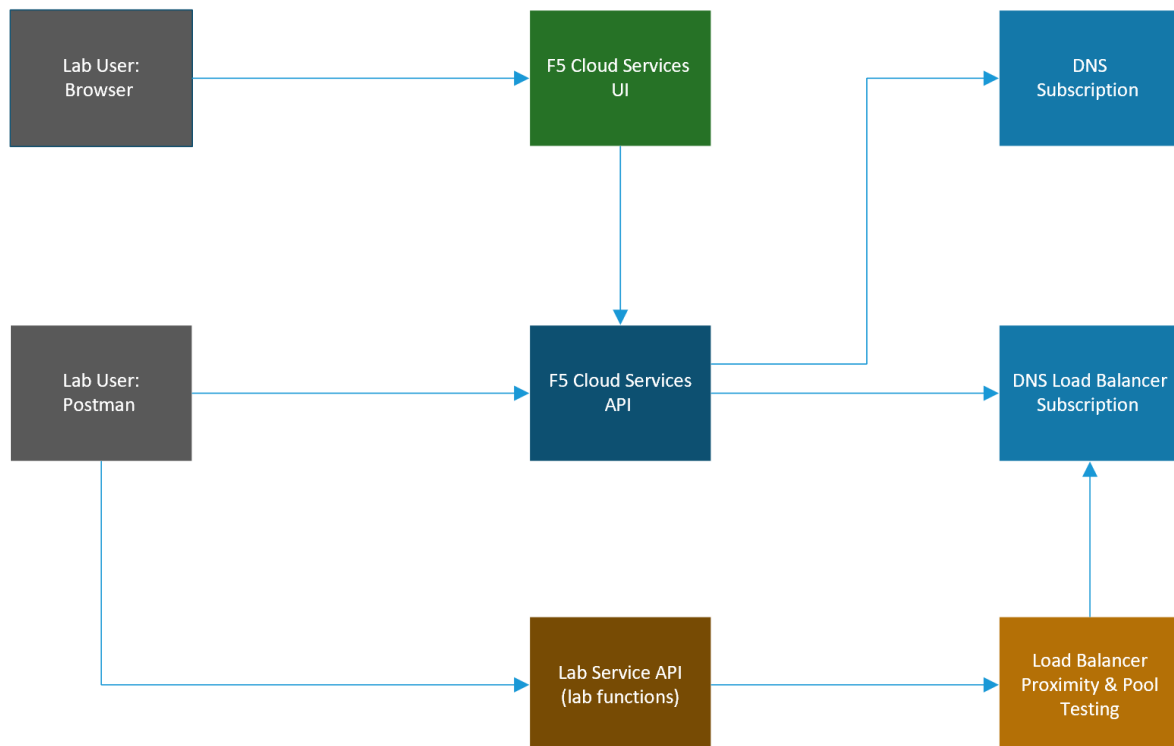 Lab User:
Browser
F5 Cloud Services
UI
DNS
Subscription
Lab User:
Postman
F5 Cloud Services
API
DNS Load Balancer
Subscription
Lab Service API
(lab functions)
Load Balancer
Proximity & Pool
Testing